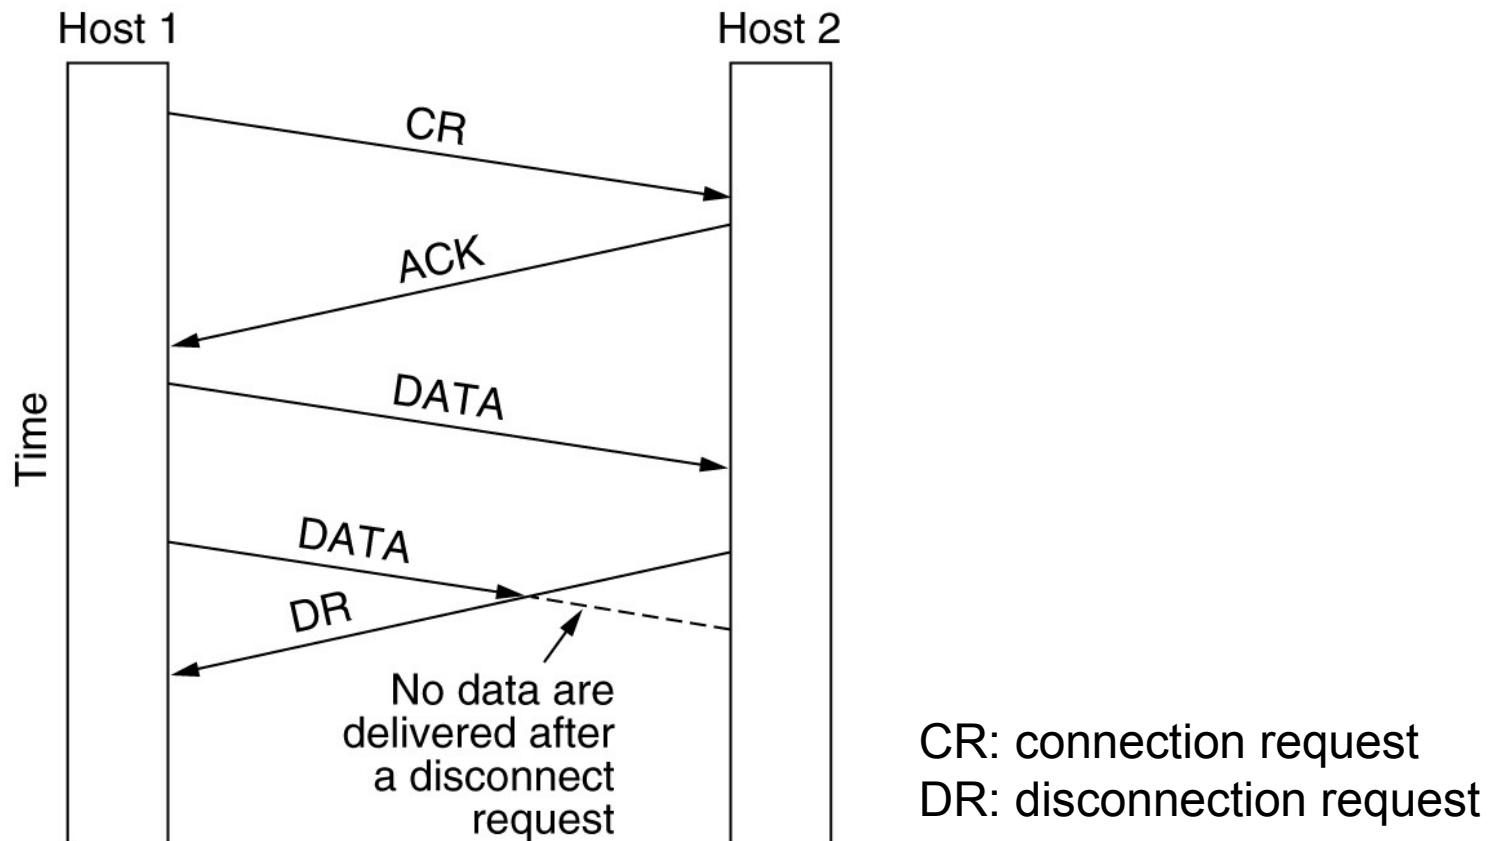 Host 1
Host 2
CR
ACK
DATA
Time
DATA
DR
No data are
delivered after
a disconnect
request
CR: connection request
DR: disconnection request